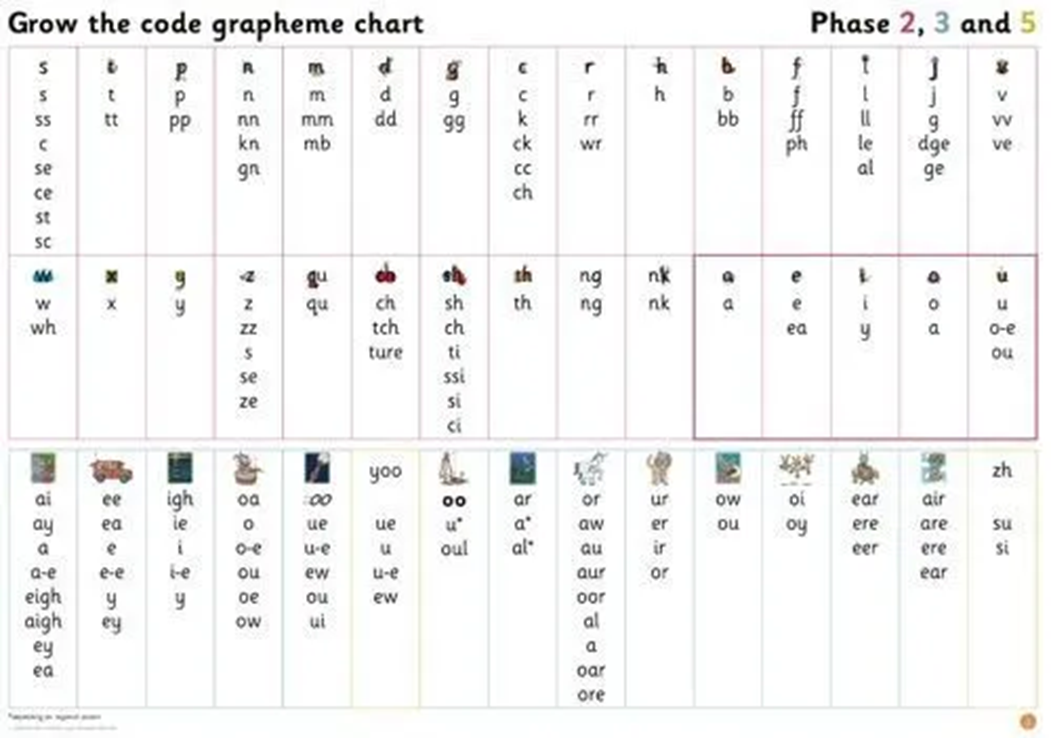 Grow the code grapheme chart Phase 2, 3 and 5
s t p n m d g c r h b f l j v
s t p n m d g c r h b f l j v
ss tt pp nn mm dd gg k rr bb ff ll g vv
c kn mb ck wr ph le dge ve
se gn cc al ge
ce ch
st
sc
w x y z qu ch sh th ng nk a e i o u
w x y z qu ch sh th ng nk a e i o u
wh zz tch ch ea y a o-e
s ture ti ou
se ssi
ze si
ci
yoo zh
ai ee igh oa oo oo ar or ur ow oi ear air
ay ea ie o ue ue u* a* aw er ou oy ere are su
a e i o-e u-e u oul al* au ir eer ere si
a-e e-e i-e ou ew u-e aur or ear
eigh y y oe ou ew oor
aigh ey ow ui al
ey a
ea oar
ore
*depending on regional accent